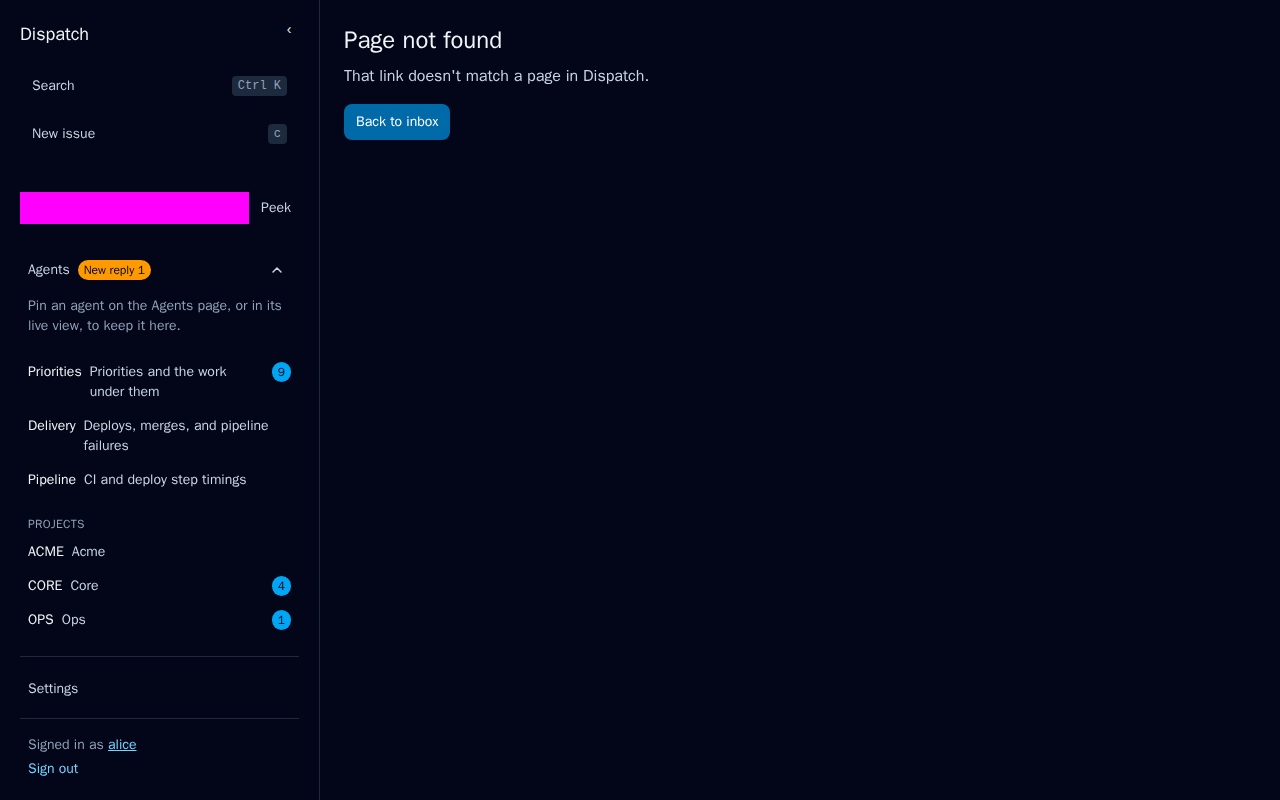 Dispatch
‹
Search Ctrl K
New issue C
Peek
Agents New reply 1
Pin an agent on the Agents page, or in its
live view, to keep it here.
Priorities Priorities and the work 9
under them
Delivery Deploys, merges, and pipeline
failures
Pipeline CI and deploy step timings
PROJECTS
ACME Acme
CORE Core 4
OPS Ops 1
Settings
Signed in as alice
Sign out
Page not found
That link doesn't match a page in Dispatch.
Back to inbox